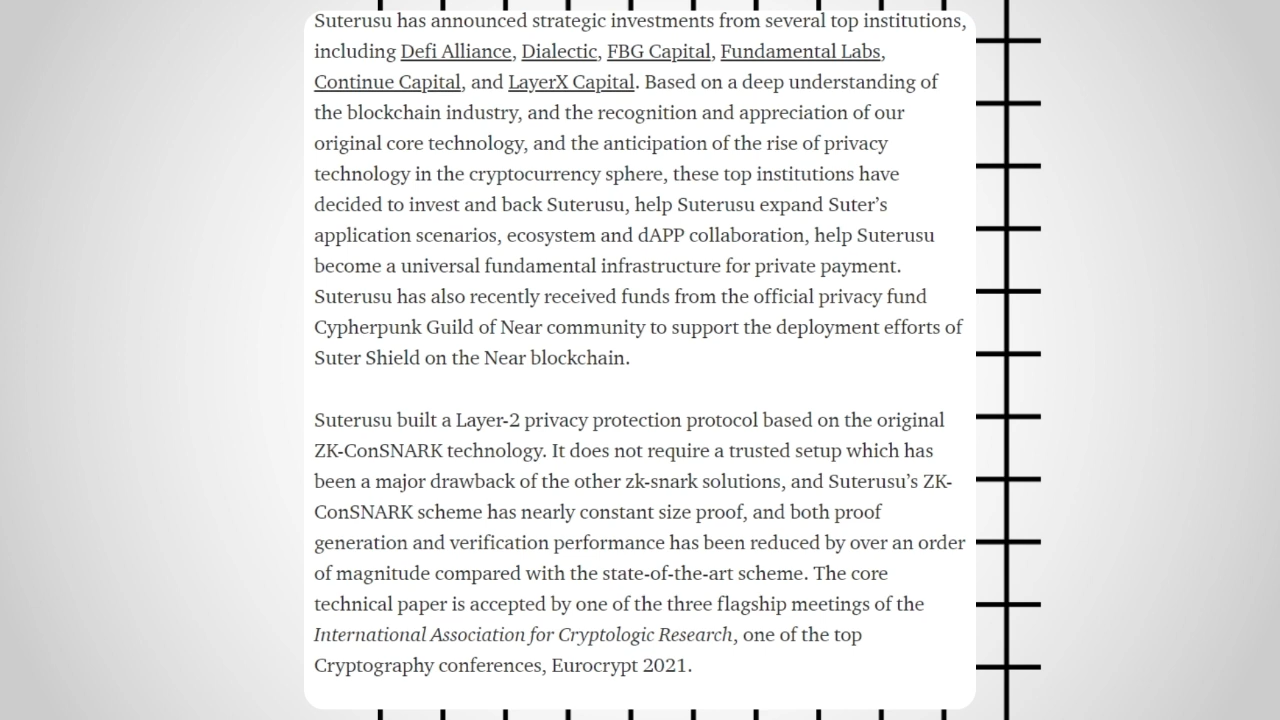 Suterusu has announced strategic investments from several top institutions,
including Defi Alliance, Dialectic, FBG Capital, Fundamental Labs,
Continue Capital, and LayerX Capital. Based on a deep understanding of
the blockchain industry, and the recognition and appreciation of our
original core technology, and the anticipation of the rise of privacy
technology in the cryptocurrency sphere, these top institutions have
decided to invest and back Suterusu, help Suterusu expand Suter’s
application scenarios, ecosystem and dAPP collaboration, help Suterusu
become a universal fundamental infrastructure for private payment.
Suterusu has also recently received funds from the official privacy fund
Cypherpunk Guild of Near community to support the deployment efforts of
Suter Shield on the Near blockchain.
Suterusu built a Layer-2 privacy protection protocol based on the original
ZK-ConSNARK technology. It does not require a trusted setup which has
been a major drawback of the other zk-snark solutions, and Suterusu’s ZK-
ConSNARK scheme has nearly constant size proof, and both proof
generation and verification performance has been reduced by over an order
of magnitude compared with the state-of-the-art scheme. The core
technical paper is accepted by one of the three flagship meetings of the
International Association for Cryptologic Research, one of the top
Cryptography conferences, Eurocrypt 2021.